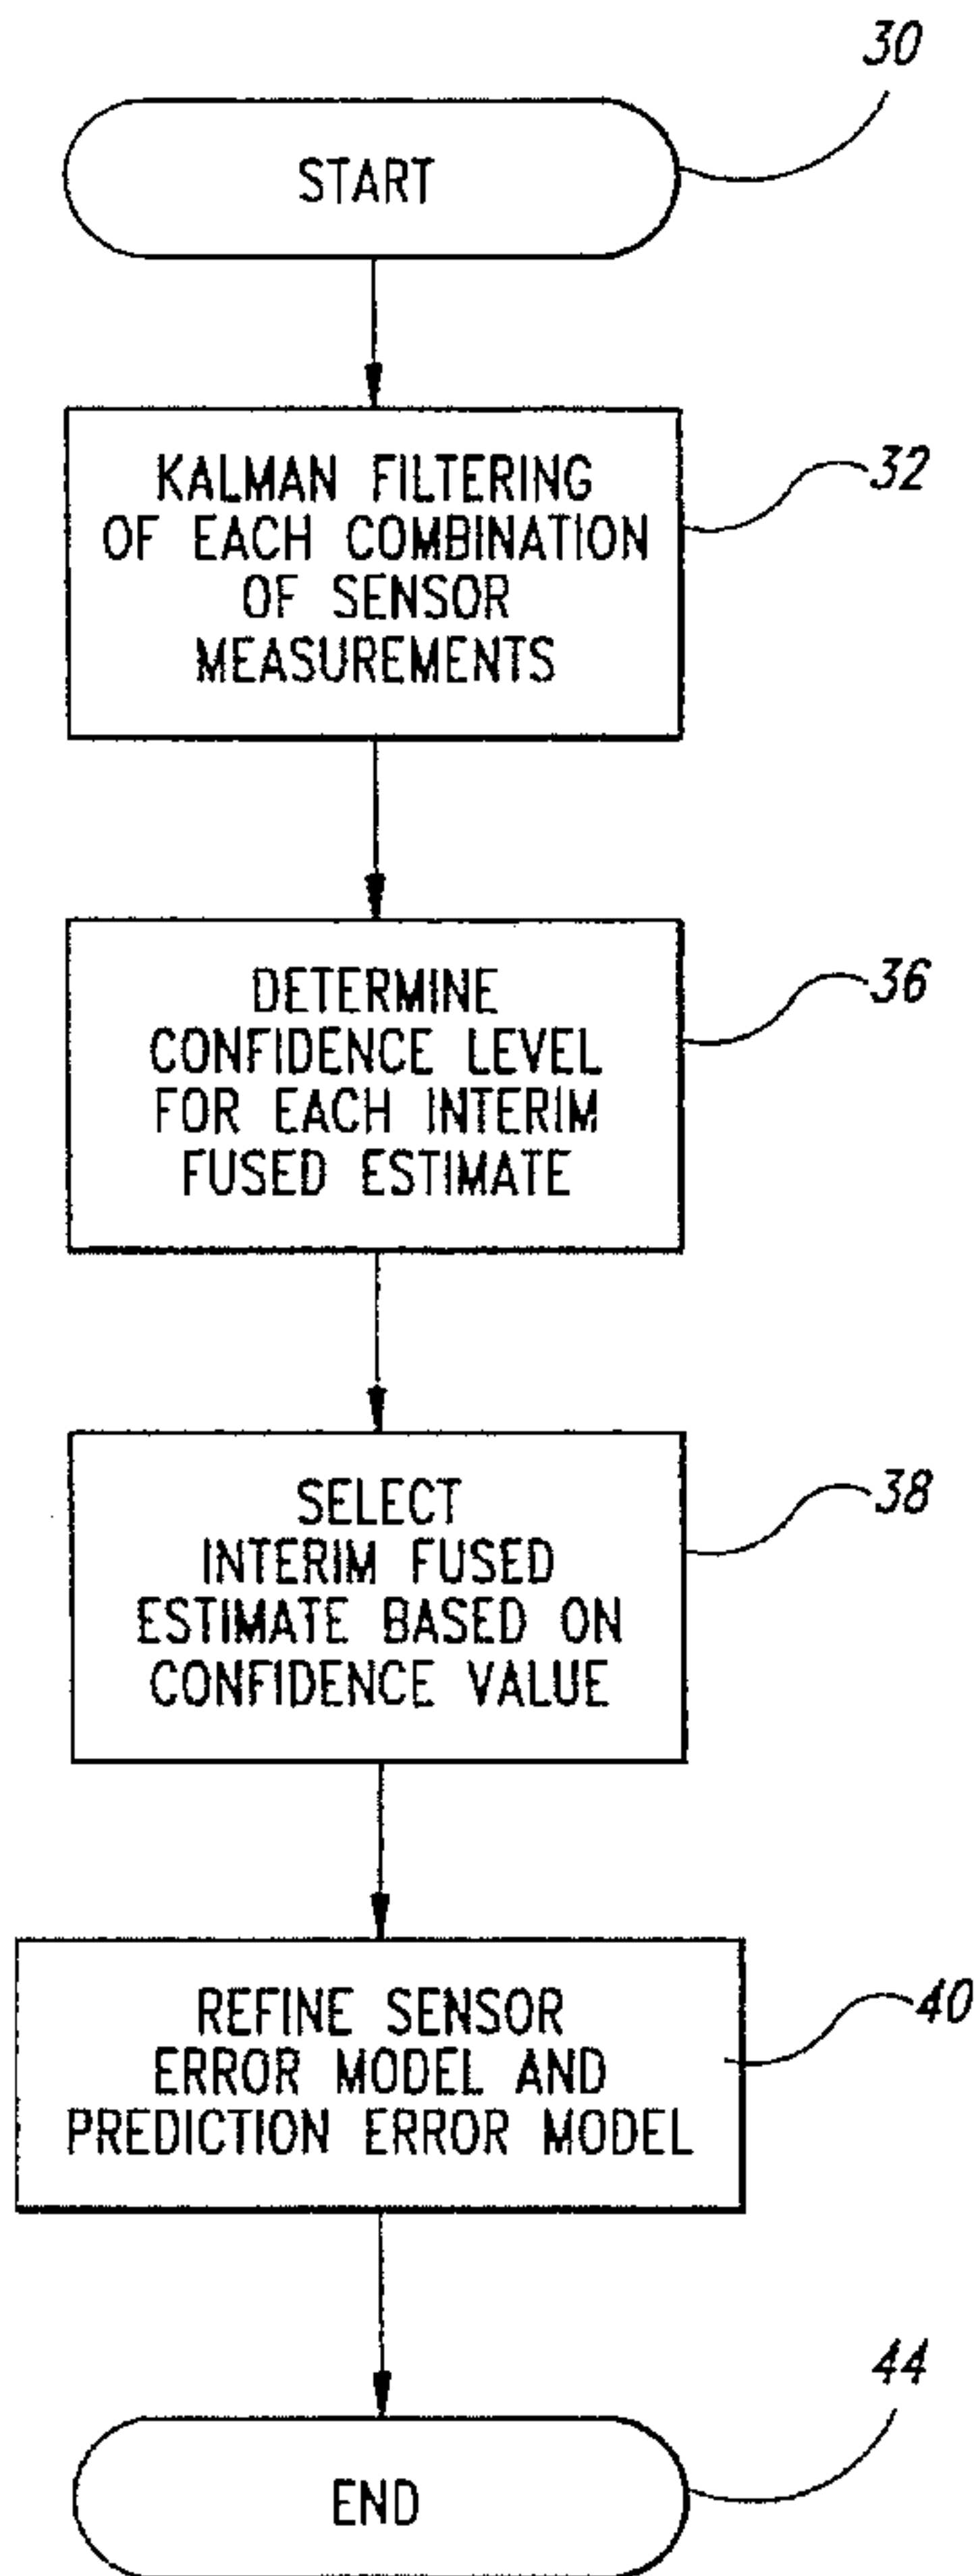 30
START
KALMAN FILTERING
OF EACH COMBINATION
OF SENSOR
MEASUREMENTS
32
DETERMINE
CONFIDENCE LEVEL
FOR EACH INTERIM
FUSED ESTIMATE
36
SELECT
INTERIM FUSED
ESTIMATE BASED ON
CONFIDENCE VALUE
38
REFINE SENSOR
ERROR MODEL AND
PREDICTION ERROR MODEL
40
44
END